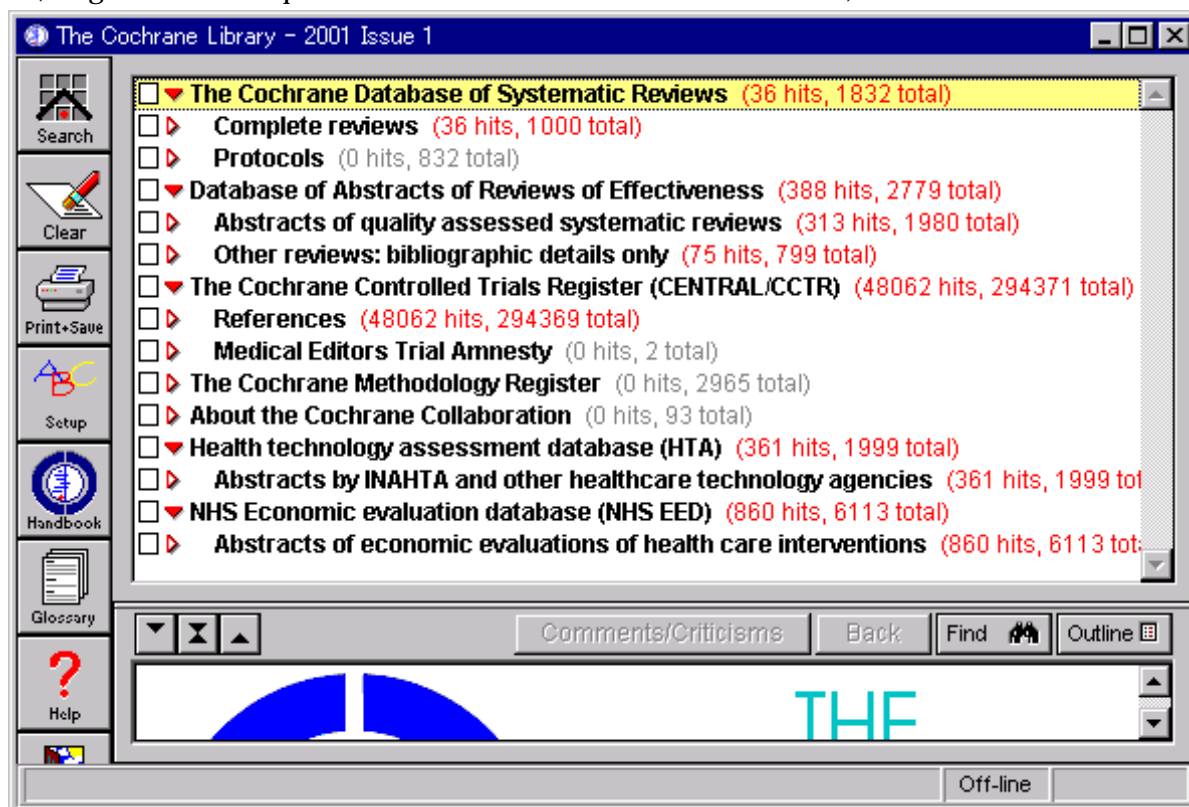 The Cochrane Library - 2001 Issue 1
Search
Clear
Print+Save
Setup
Handbook
Glossary
Help
The Cochrane Database of Systematic Reviews (36 hits, 1832 total)
Complete reviews (36 hits, 1000 total)
Protocols (0 hits, 832 total)
Database of Abstracts of Reviews of Effectiveness (388 hits, 2779 total)
Abstracts of quality assessed systematic reviews (313 hits, 1980 total)
Other reviews: bibliographic details only (75 hits, 799 total)
The Cochrane Controlled Trials Register (CENTRAL/CCTR) (48062 hits, 294371 total)
References (48062 hits, 294369 total)
Medical Editors Trial Amnesty (0 hits, 2 total)
The Cochrane Methodology Register (0 hits, 2965 total)
About the Cochrane Collaboration (0 hits, 93 total)
Health technology assessment database (HTA) (361 hits, 1999 total)
Abstracts by INAHTA and other healthcare technology agencies (361 hits, 1999 tot
NHS Economic evaluation database (NHS EED) (860 hits, 6113 total)
Abstracts of economic evaluations of health care interventions (860 hits, 6113 tot
Comments/Criticisms Back Find Outline
THE
Off-line